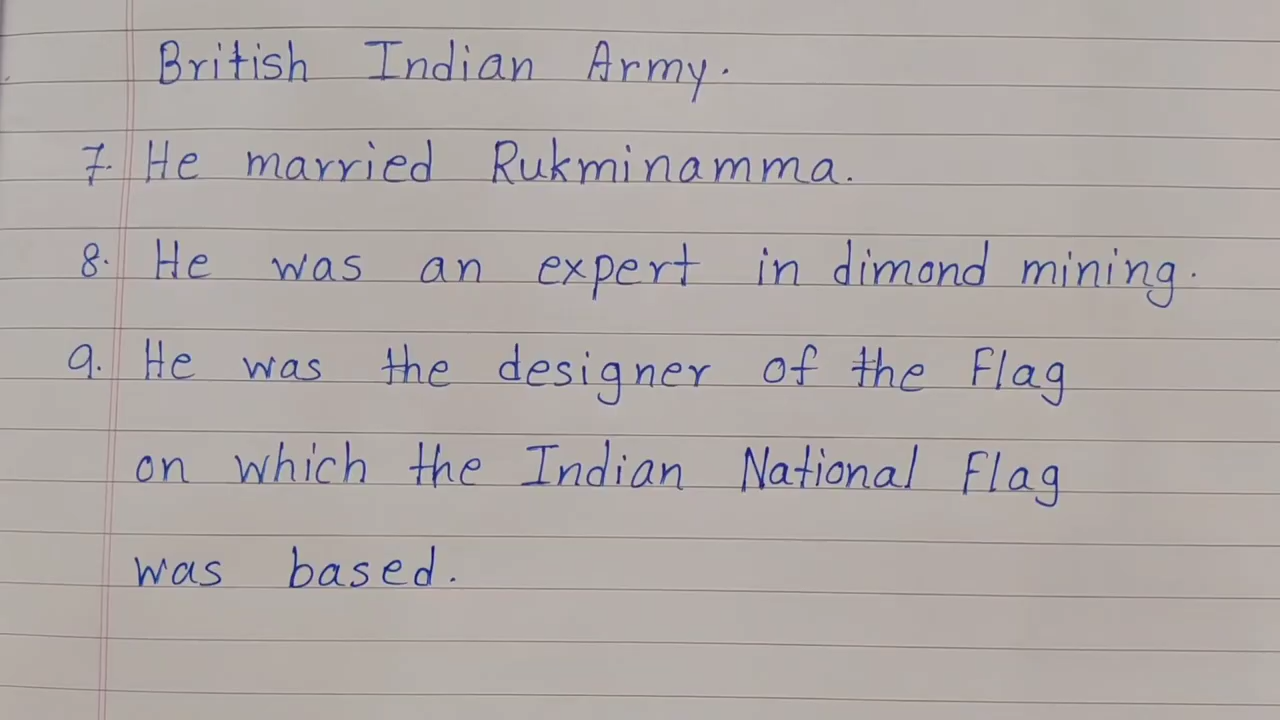 British Indian Army.
7. He married Rukminamma.
8. He was an expert in dimond mining.
9. He was the designer of the Flag
on which the Indian National Flag
was based.